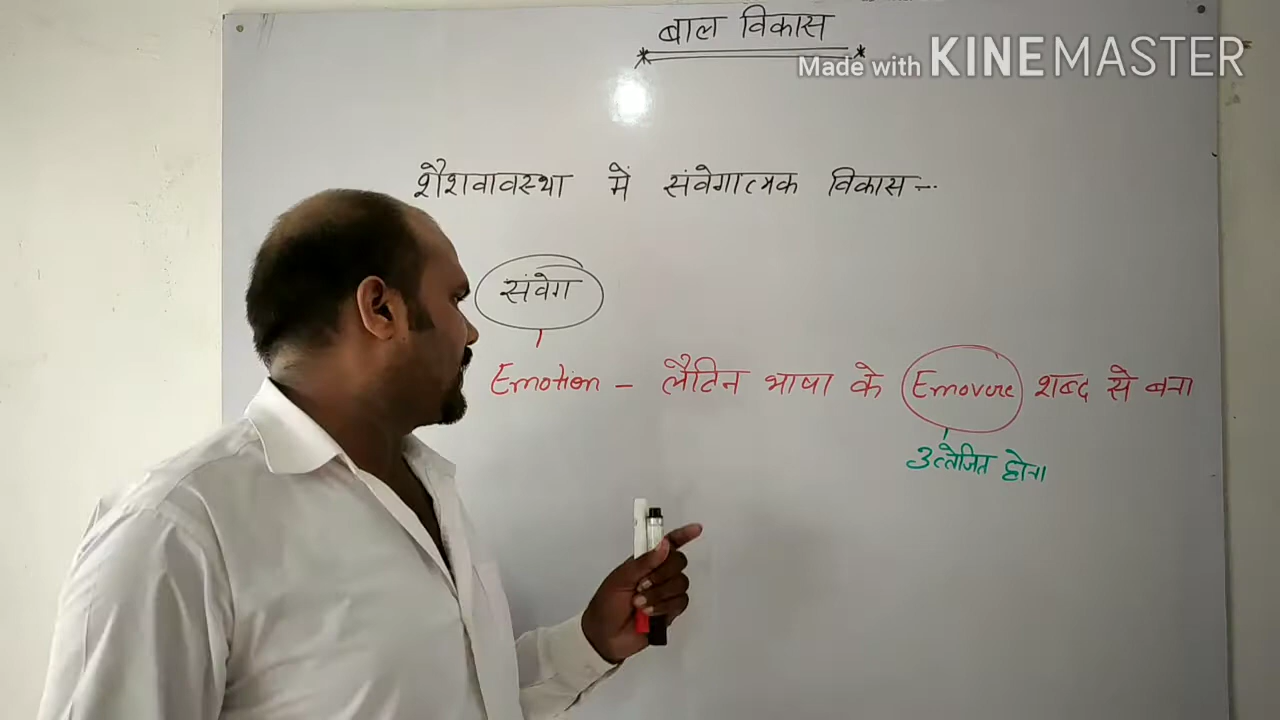 बाल विकास
Made with KINEMASTER
शैशवावस्था में संवेगात्मक विकास -
संवेग
Emotion - लैटिन भाषा के Emovere शब्द से बना
उत्तेजित होना